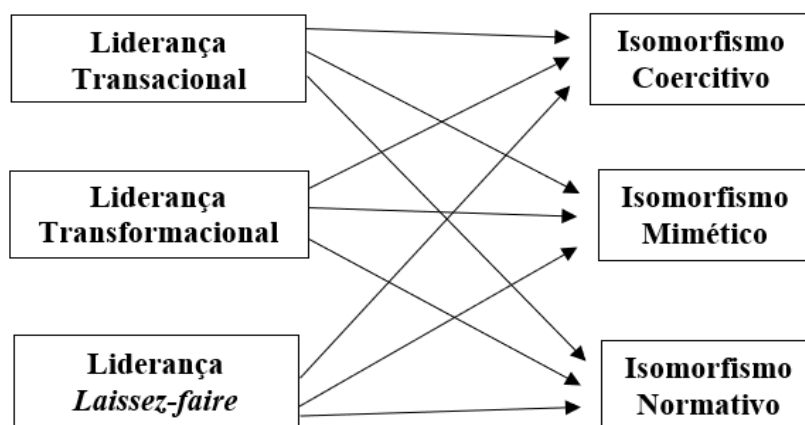 Liderança
Transacional
Isomorfismo
Coercitivo
Liderança
Transformacional
Isomorfismo
Mimético
Liderança
Laissez-faire
Isomorfismo
Normativo